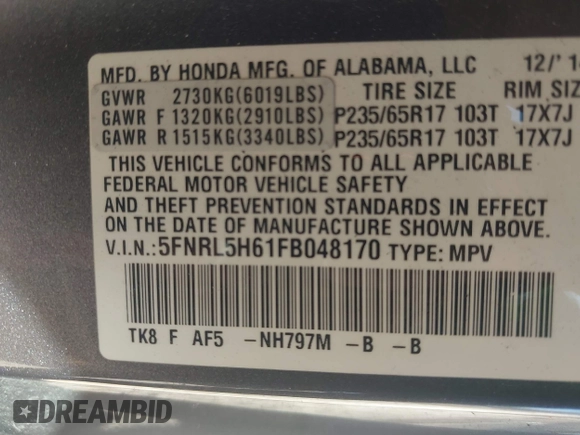 MFD. BY HONDA MFG. OF ALABAMA, LLC 12/'1
GVWR 2730KG(6019LBS) TIRE SIZE RIM SIZ
GAWR F 1320KG(2910LBS) P235/65R17 103T 17X7J
GAWR R 1515KG(3340LBS) P235/65R17 103T 17X7J
THIS VEHICLE CONFORMS TO ALL APPLICABLE
FEDERAL MOTOR VEHICLE SAFETY
AND THEFT PREVENTION STANDARDS IN EFFECT
ON THE DATE OF MANUFACTURE SHOWN ABOVE.
V.I.N.: 5FNRL5H61FB048170 TYPE: MPV
TK8 F AF5 -NH797M -B -B
DREAMBID